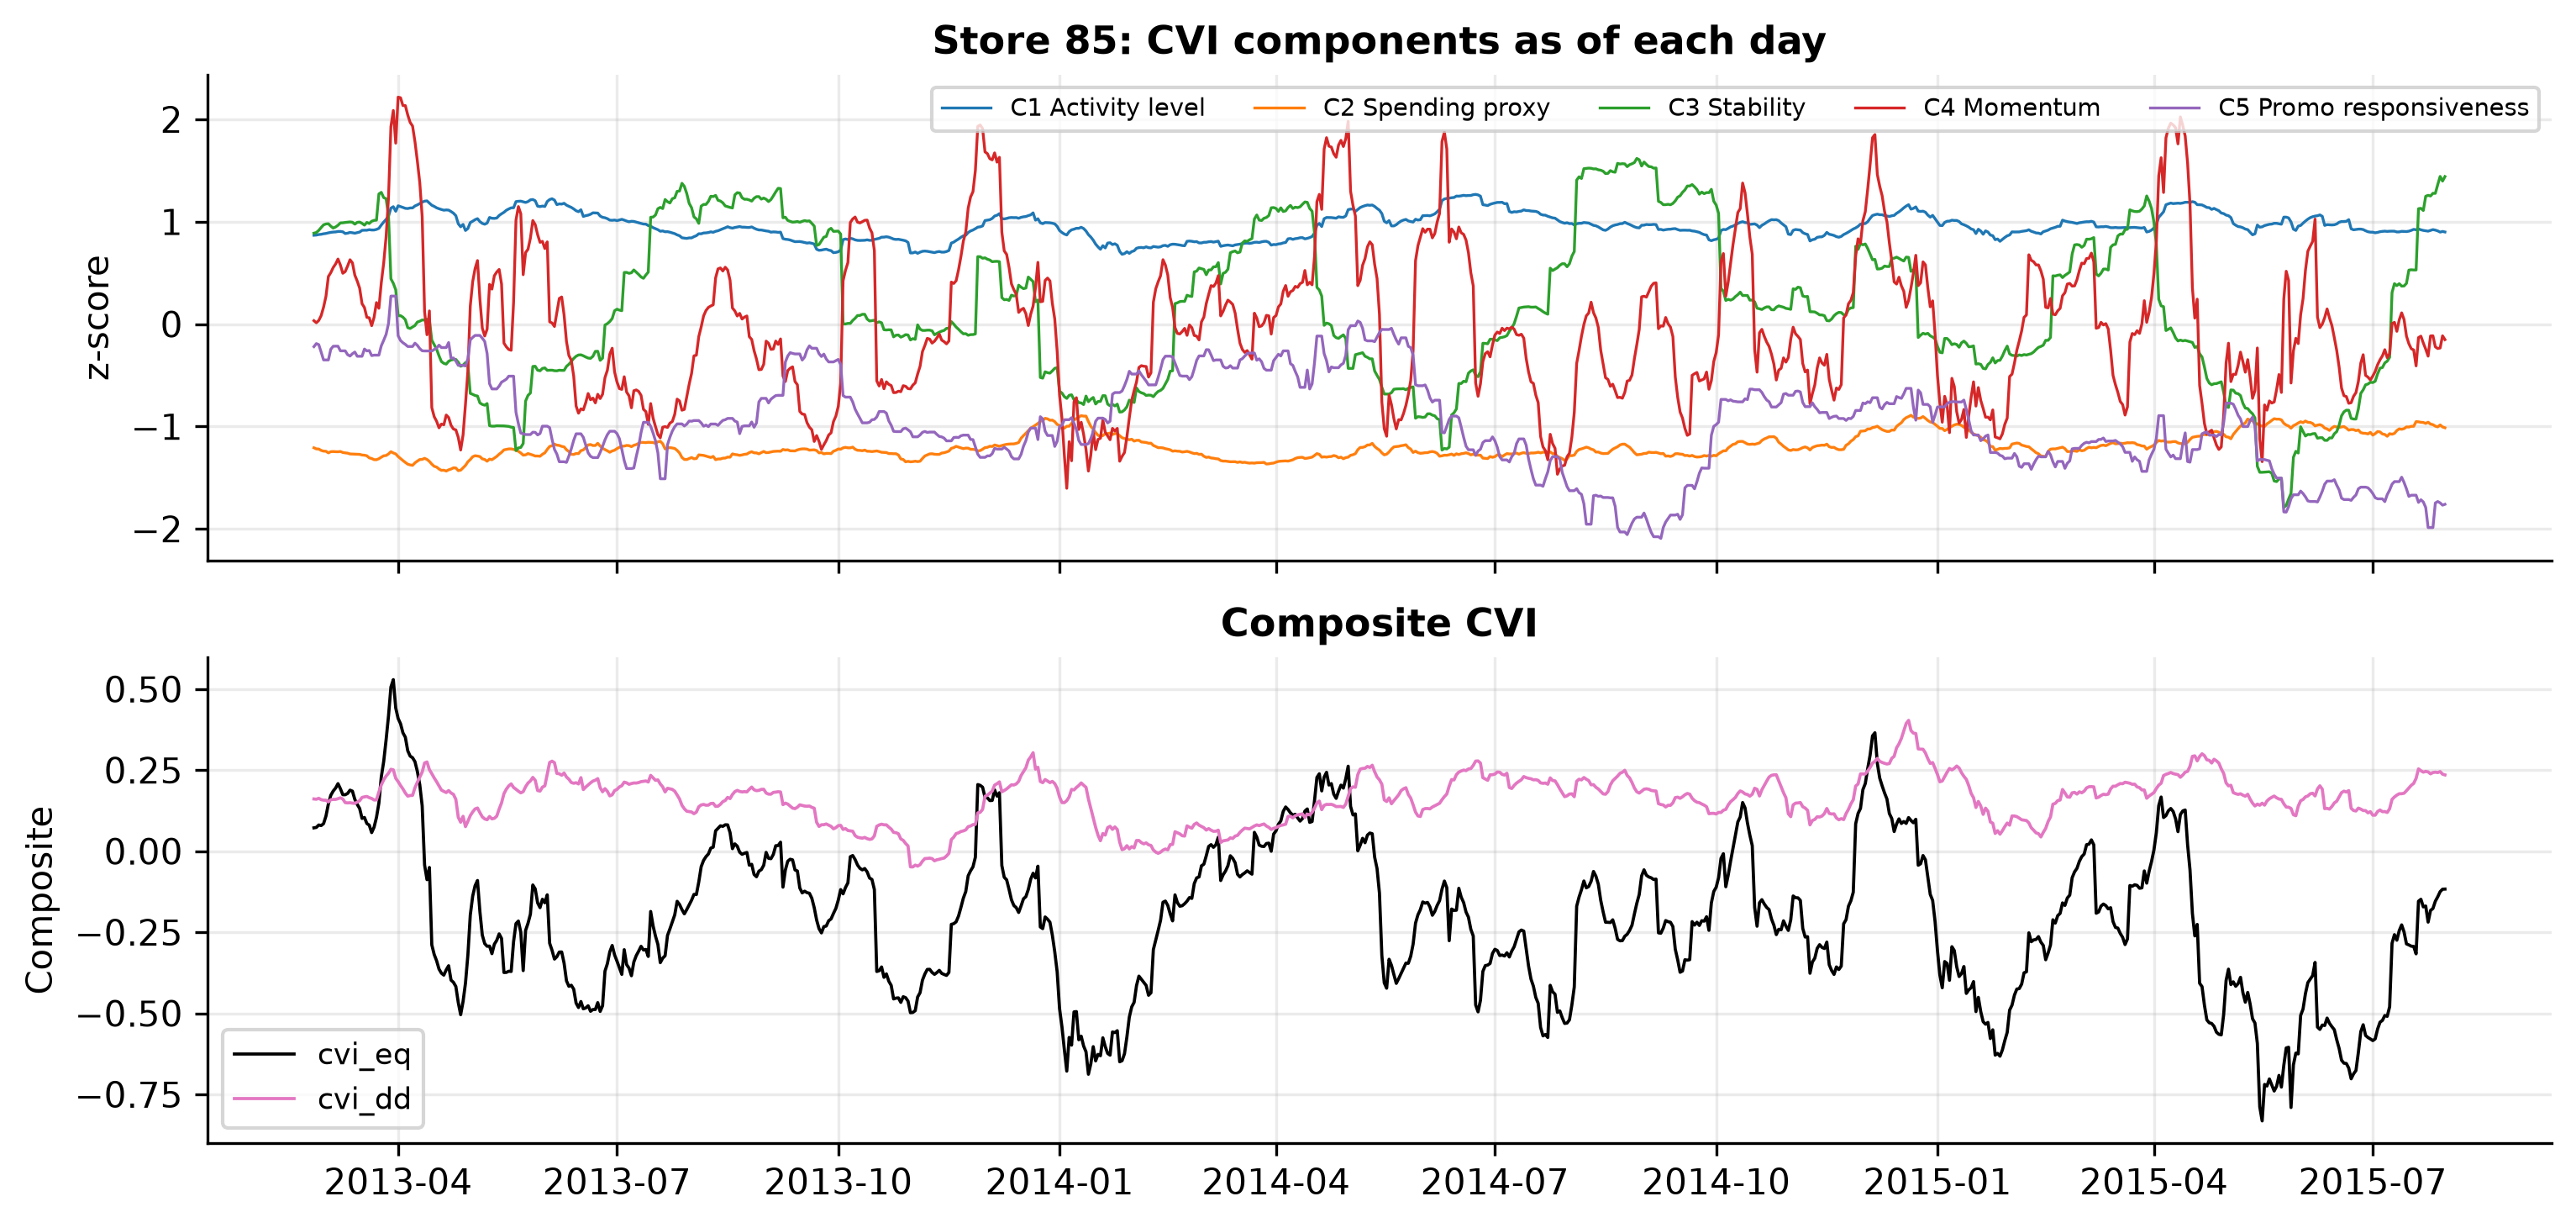 Store 85: CVI components as of each day
C1 Activity level C2 Spending proxy C3 Stability C4 Momentum C5 Promo responsiveness
z-score
2
1
0
−1
−2
Composite CVI
Composite
0.50
0.25
0.00
−0.25
−0.50
−0.75
cvi_eq
cvi_dd
2013-04 2013-07 2013-10 2014-01 2014-04 2014-07 2014-10 2015-01 2015-04 2015-07